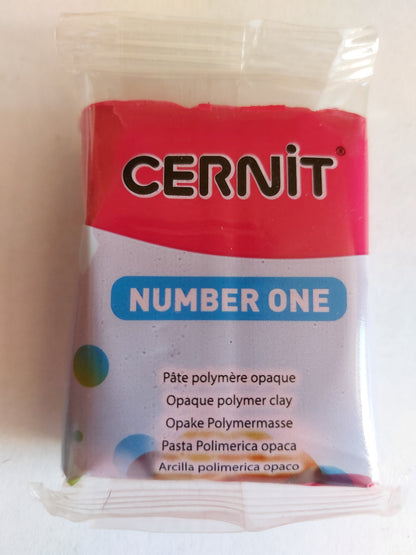 CERNiT®
NUMBER ONE
Pâte polymère opaque
Opaque polymer clay
Opake Polymermasse
Pasta Polimerica opaca
Arcilla polimerica opaco